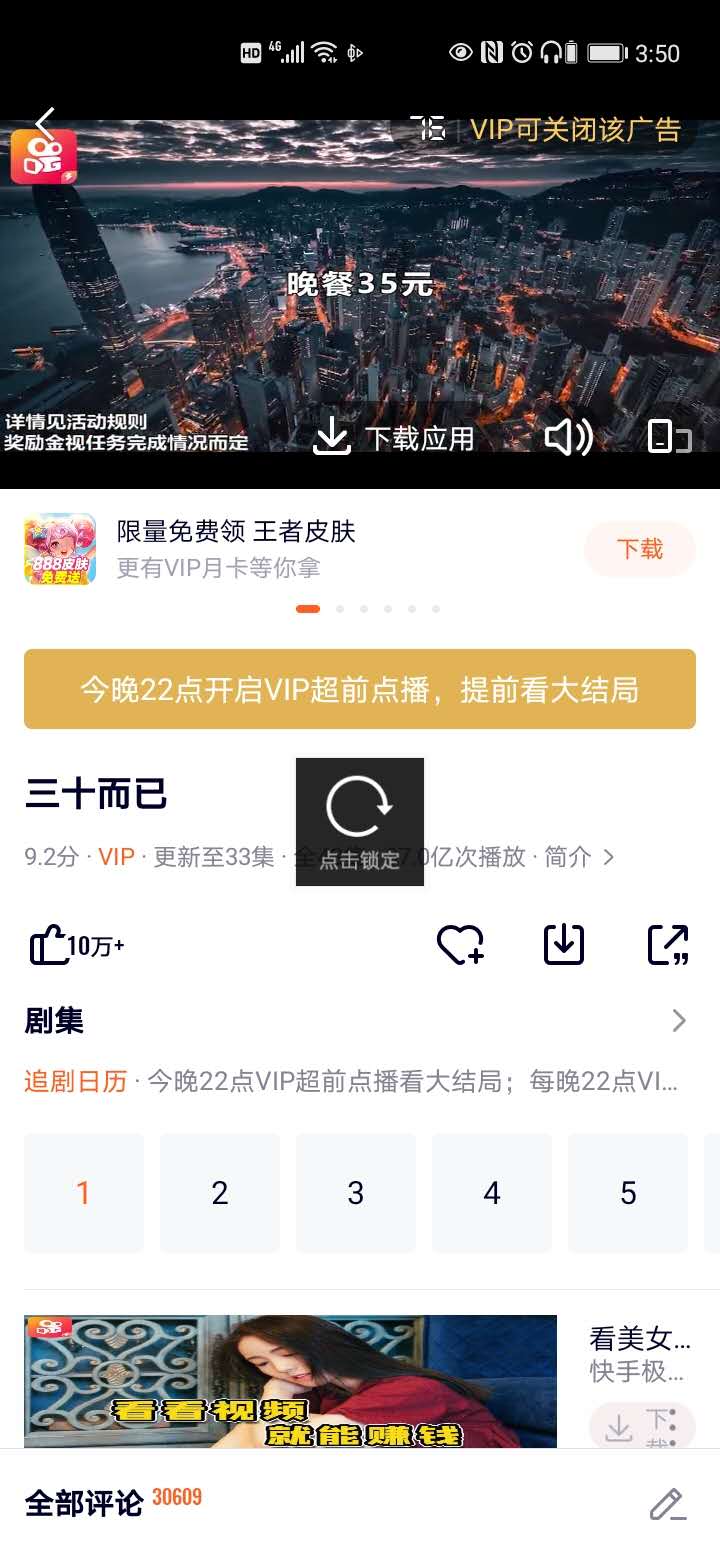 HD 4G 3:50
VIP可关闭该广告
晚餐35元
详情见活动规则
奖励金视任务完成情况而定
下载应用
限量免费领 王者皮肤
更有VIP月卡等你拿
下载
888皮肤
免费送
今晚22点开启VIP超前点播，提前看大结局
三十而已
9.2分 · VIP · 更新至33集 · 亿次播放 · 简介
点击锁定
10万+
剧集
追剧日历 · 今晚22点VIP超前点播看大结局；每晚22点VI...
1 2 3 4 5
看看视频
就能赚钱
看美女...
快手极...
下载
全部评论 30609